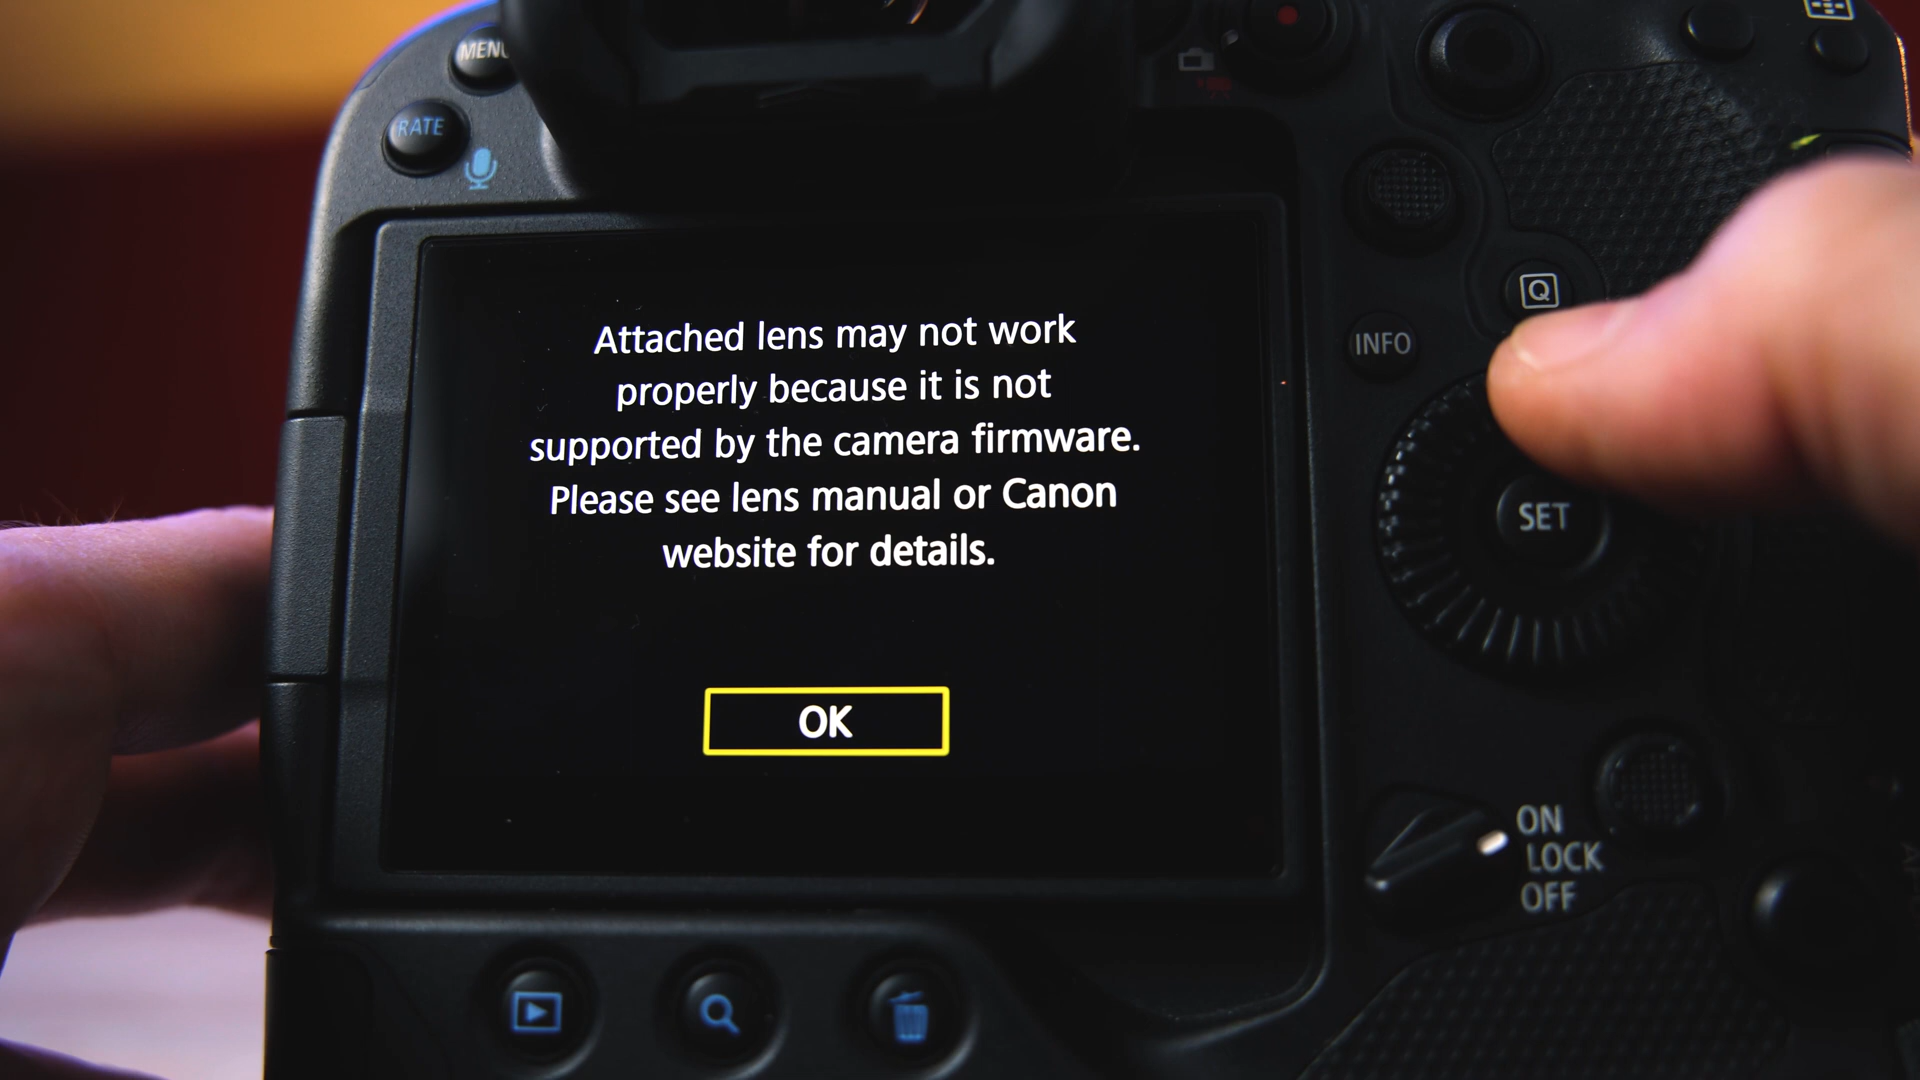 MENU
RATE
Attached lens may not work
properly because it is not
supported by the camera firmware.
Please see lens manual or Canon
website for details.
OK
Q
INFO
SET
ON
LOCK
OFF